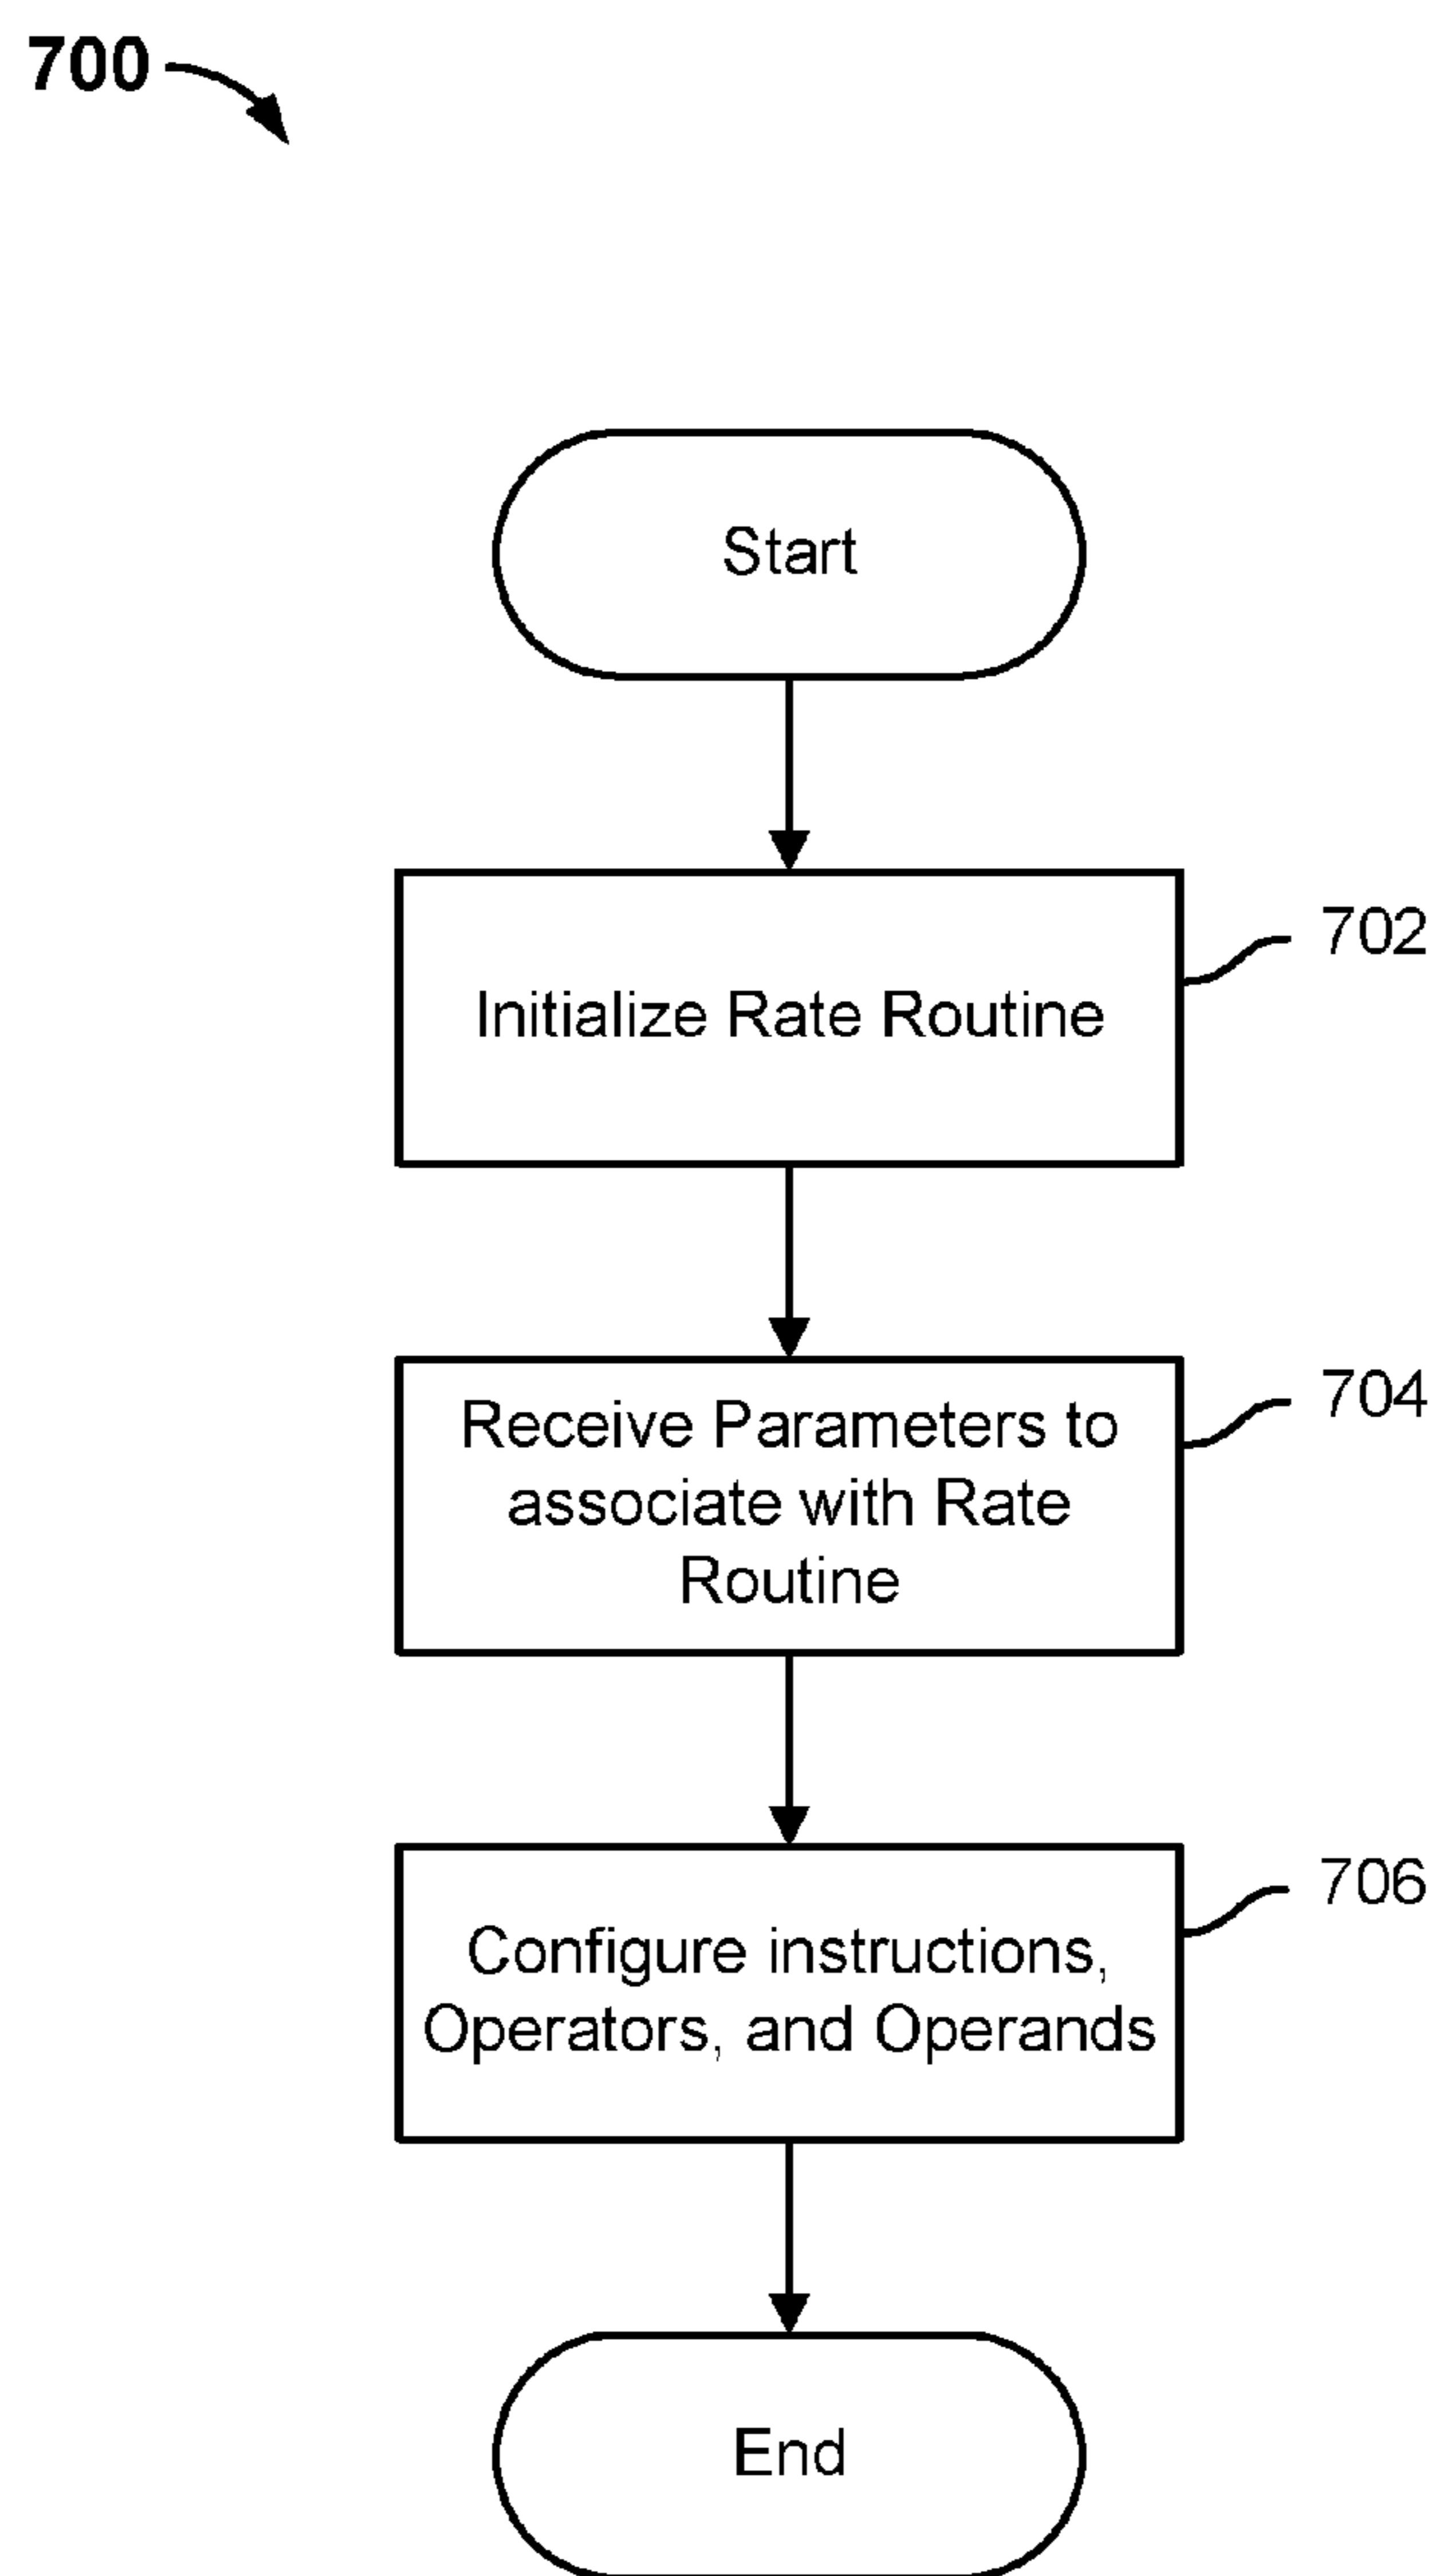 700
Start
702
Initialize Rate Routine
704
Receive Parameters to
associate with Rate
Routine
706
Configure instructions,
Operators, and Operands
End